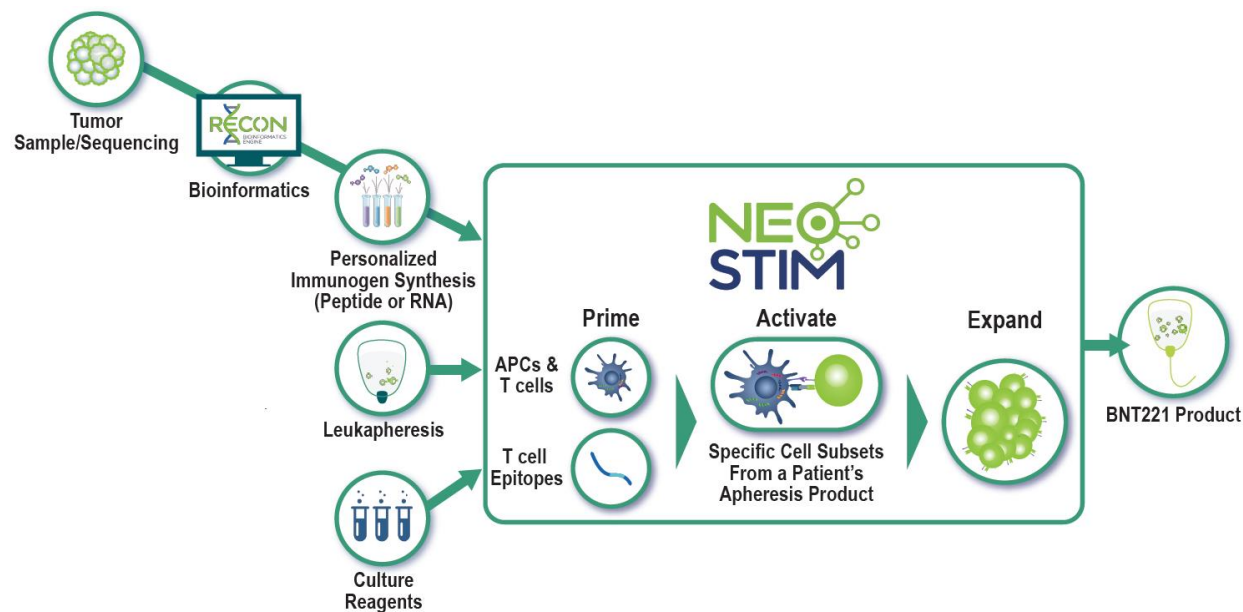 Tumor
Sample/Sequencing
RECON
BIOINFORMATICS
ENGINE
Bioinformatics
Personalized
Immunogen Synthesis
(Peptide or RNA)
Leukapheresis
Culture
Reagents
NEO
STIM
Prime
APCs &
T cells
T cell
Epitopes
Activate
Specific Cell Subsets
From a Patient's
Apheresis Product
Expand
BNT221 Product